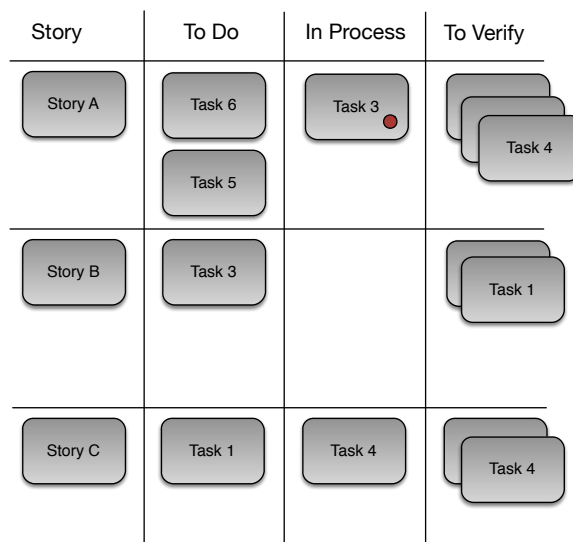 Story To Do In Process To Verify
Story A Task 6 Task 3 Task 4
Task 5
Story B Task 3 Task 1
Story C Task 1 Task 4 Task 4